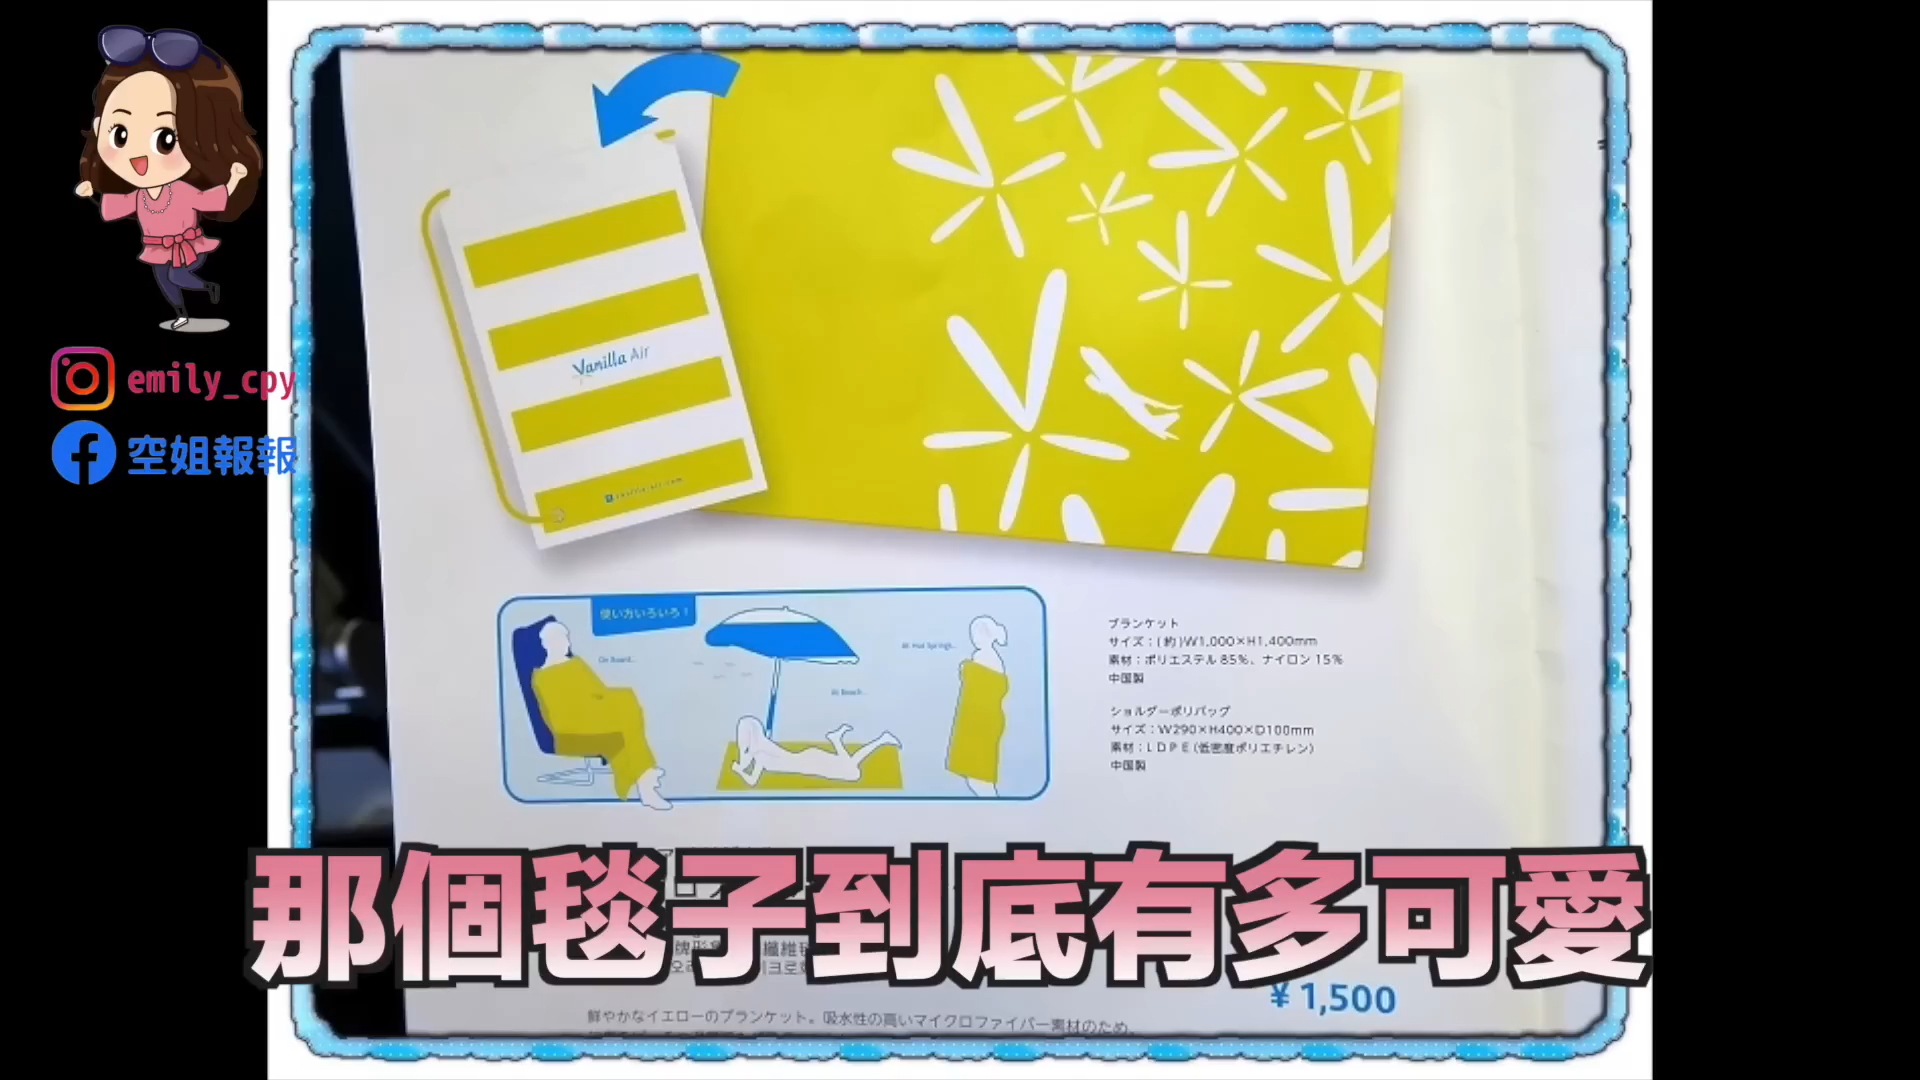 emily_cpy
空姐報報
Vanilla Air
使い方いろいろ！
On Board...
At Beach...
At Hot Springs...
ブランケット
サイズ：(約)W1,000×H1,400mm
素材：ポリエステル85%、ナイロン15%
中国製
ショルダーポリバッグ
サイズ：W290×H400×D100mm
素材：LDPE(低密度ポリエチレン)
中国製
那個毯子到底有多可愛
¥1,500
鮮やかなイエローのブランケット。吸水性の高いマイクロファイバー素材のため、